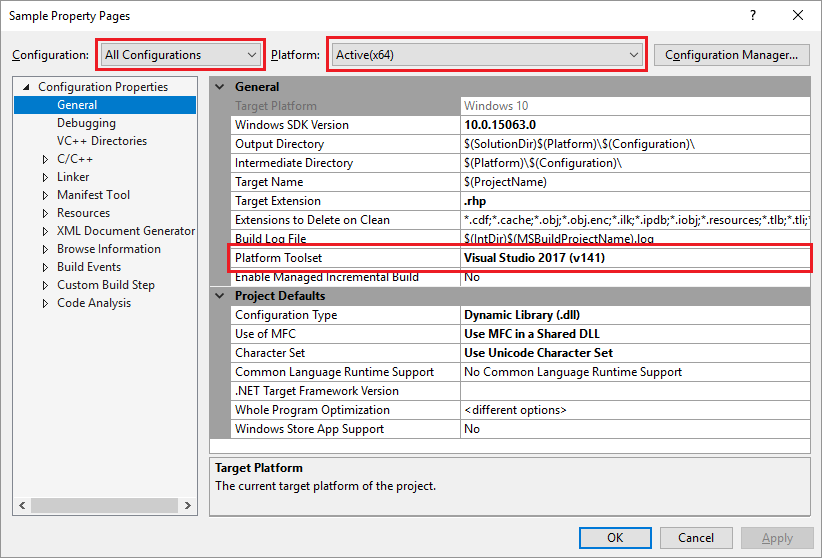 Sample Property Pages
Configuration: All Configurations Platform: Active(x64) Configuration Manager...
Configuration Properties
General
Debugging
VC++ Directories
C/C++
Linker
Manifest Tool
Resources
XML Document Generator
Browse Information
Build Events
Custom Build Step
Code Analysis
General
Target Platform Windows 10
Windows SDK Version 10.0.15063.0
Output Directory $(SolutionDir)$(Platform)\$(Configuration)\
Intermediate Directory $(Platform)\$(Configuration)\
Target Name $(ProjectName)
Target Extension .rhp
Extensions to Delete on Clean *.cdf;*.cache;*.obj;*.obj.enc;*.ilk;*.ipdb;*.iobj;*.resources;*.tlb;*.tli;*
Build Log File $(IntDir)$(MSBuildProjectName).log
Platform Toolset Visual Studio 2017 (v141)
Enable Managed Incremental Build No
Project Defaults
Configuration Type Dynamic Library (.dll)
Use of MFC Use MFC in a Shared DLL
Character Set Use Unicode Character Set
Common Language Runtime Support No Common Language Runtime Support
.NET Target Framework Version
Whole Program Optimization <different options>
Windows Store App Support No
Target Platform
The current target platform of the project.
OK Cancel Apply